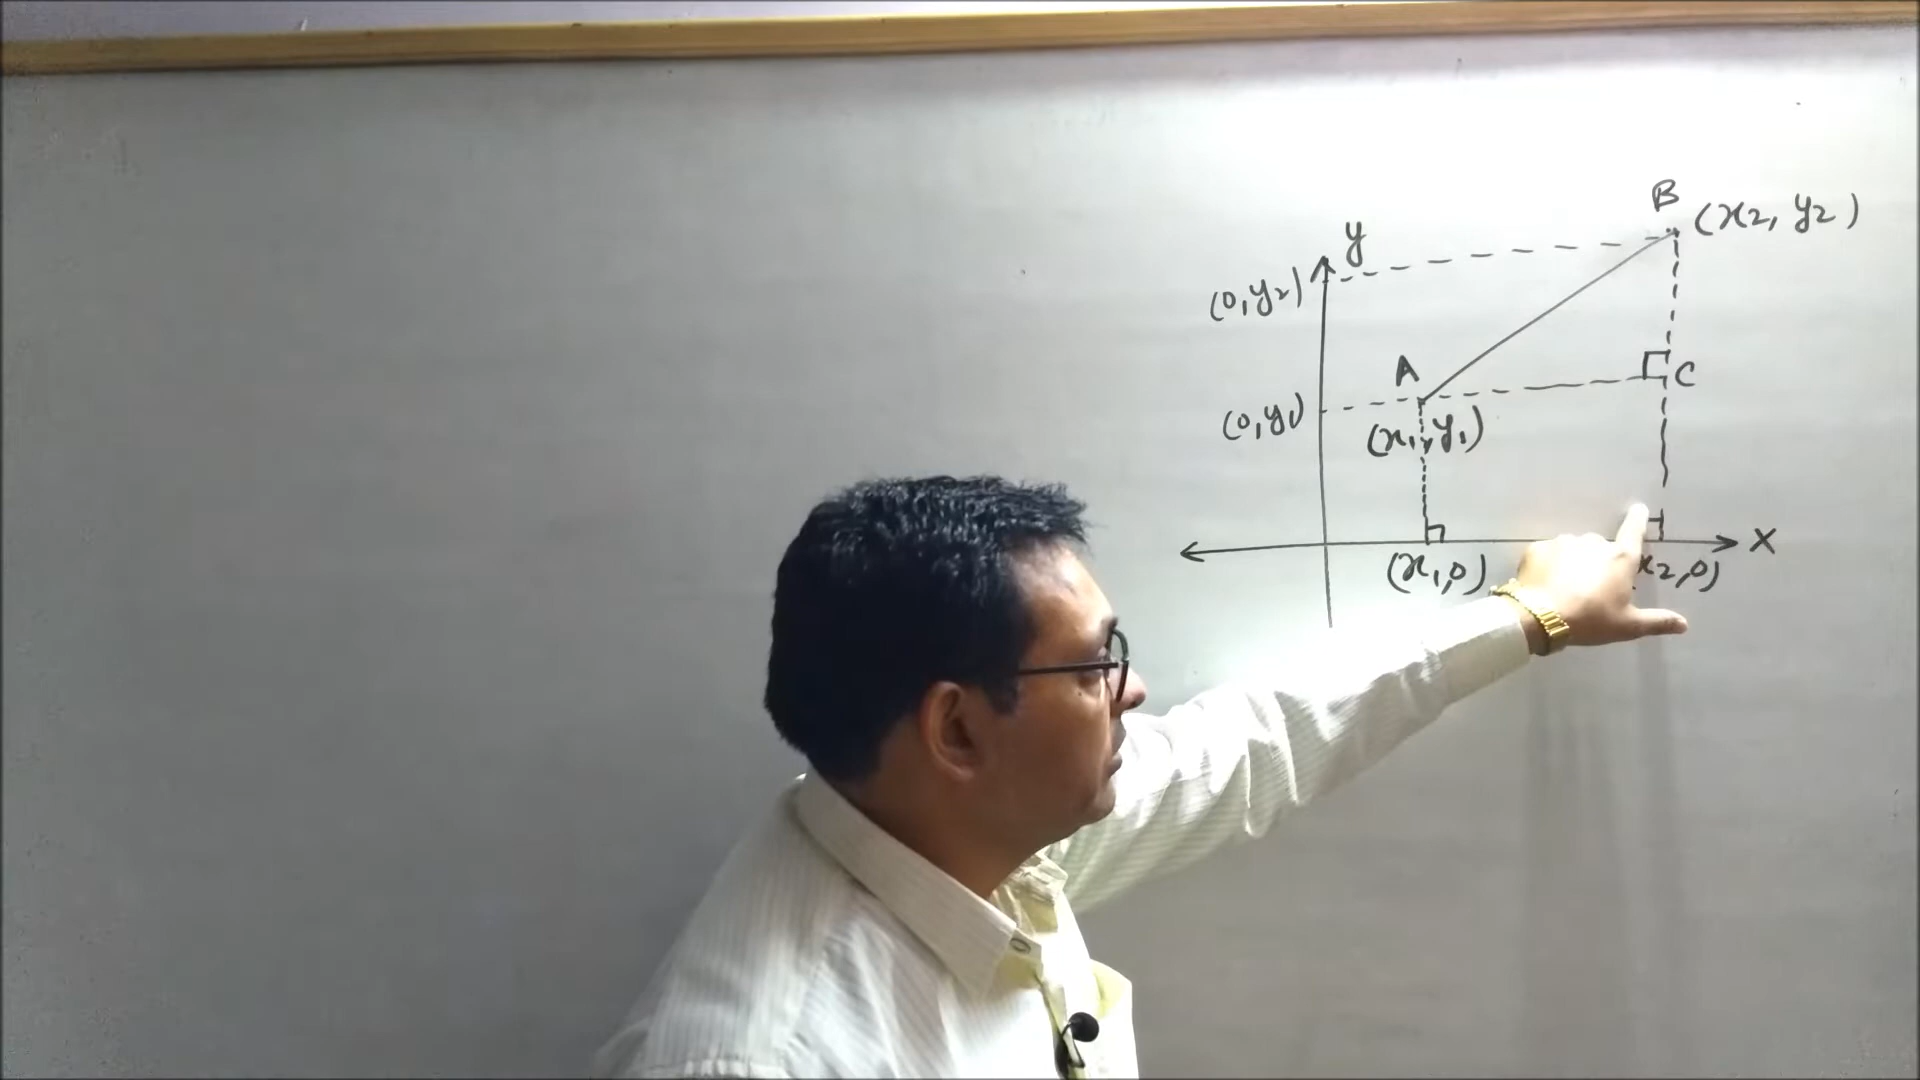 B
(x2, y2)
y
(0, y2)
A
C
(0, y1)
(x1, y1)
X
(x1, 0)
x2, 0)